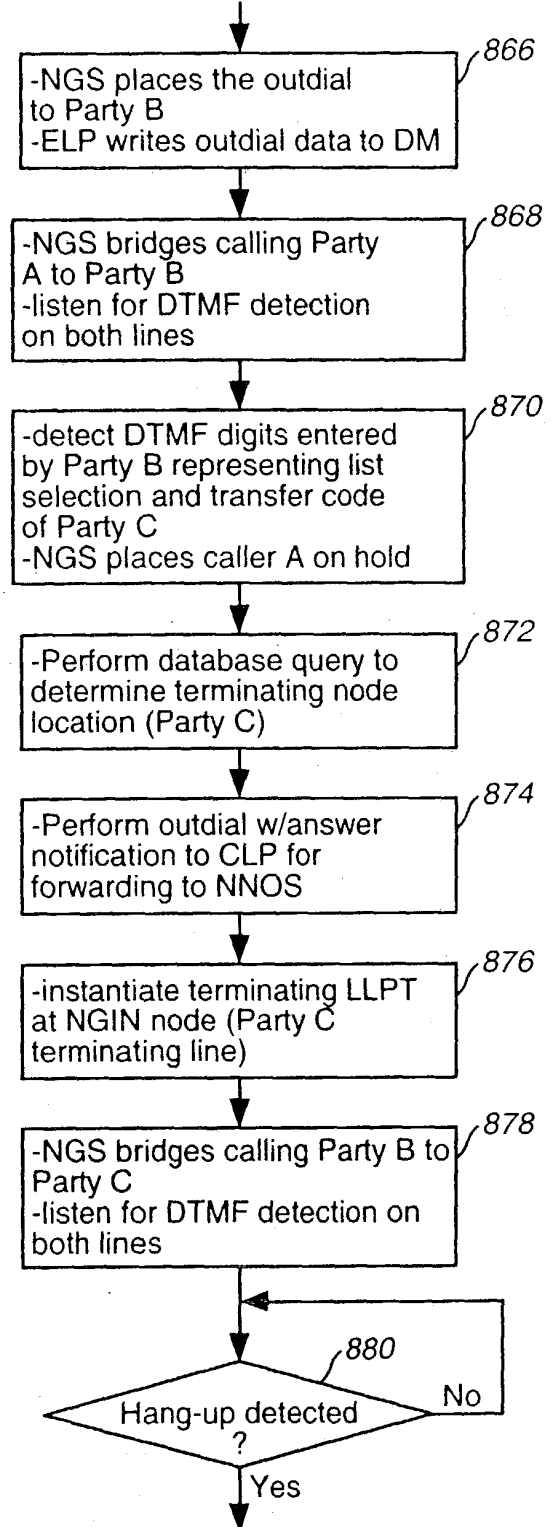 866
-NGS places the outdial
to Party B
-ELP writes outdial data to DM
868
-NGS bridges calling Party
A to Party B
-listen for DTMF detection
on both lines
870
-detect DTMF digits entered
by Party B representing list
selection and transfer code
of Party C
-NGS places caller A on hold
872
-Perform database query to
determine terminating node
location (Party C)
874
-Perform outdial w/answer
notification to CLP for
forwarding to NNOS
876
-instantiate terminating LLPT
at NGIN node (Party C
terminating line)
878
-NGS bridges calling Party B to
Party C
-listen for DTMF detection on
both lines
880
Hang-up detected
?
No
Yes